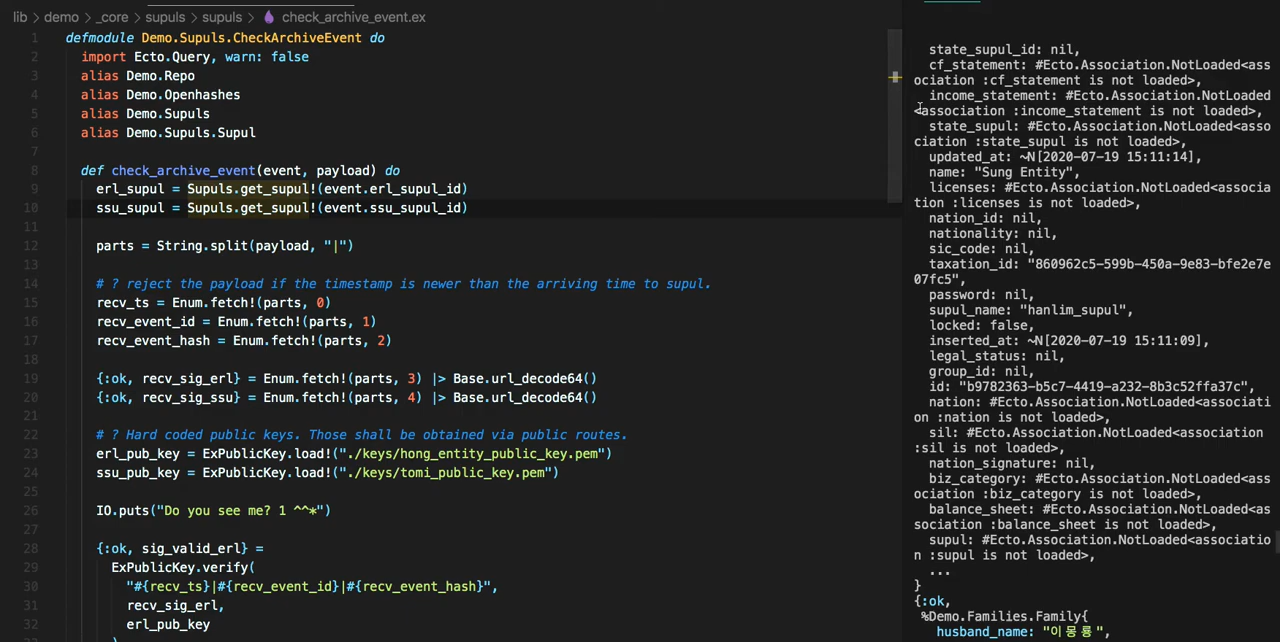 lib > demo > _core > supuls > supuls > check_archive_event.ex
1 defmodule Demo.Supuls.CheckArchiveEvent do
2 import Ecto.Query, warn: false
3 alias Demo.Repo
4 alias Demo.Openhashes
5 alias Demo.Supuls
6 alias Demo.Supuls.Supul
7
8 def check_archive_event(event, payload) do
9 erl_supul = Supuls.get_supul!(event.erl_supul_id)
10 ssu_supul = Supuls.get_supul!(event.ssu_supul_id)
11
12 parts = String.split(payload, "|")
13
14 # ? reject the payload if the timestamp is newer than the arriving time to supul.
15 recv_ts = Enum.fetch!(parts, 0)
16 recv_event_id = Enum.fetch!(parts, 1)
17 recv_event_hash = Enum.fetch!(parts, 2)
18
19 {:ok, recv_sig_erl} = Enum.fetch!(parts, 3) |> Base.url_decode64()
20 {:ok, recv_sig_ssu} = Enum.fetch!(parts, 4) |> Base.url_decode64()
21
22 # ? Hard coded public keys. Those shall be obtained via public routes.
23 erl_pub_key = ExPublicKey.load!("./keys/hong_entity_public_key.pem")
24 ssu_pub_key = ExPublicKey.load!("./keys/tomi_public_key.pem")
25
26 IO.puts("Do you see me? 1 ^^*")
27
28 {:ok, sig_valid_erl} =
29 ExPublicKey.verify(
30 "#{recv_ts}|#{recv_event_id}|#{recv_event_hash}",
31 recv_sig_erl,
32 erl_pub_key
state_supul_id: nil,
cf_statement: #Ecto.Association.NotLoaded<ass
ociation :cf_statement is not loaded>,
income_statement: #Ecto.Association.NotLoaded
<association :income_statement is not loaded>,
state_supul: #Ecto.Association.NotLoaded<asso
ciation :state_supul is not loaded>,
updated_at: ~N[2020-07-19 15:11:14],
name: "Sung Entity",
licenses: #Ecto.Association.NotLoaded<associa
tion :licenses is not loaded>,
nation_id: nil,
nationality: nil,
sic_code: nil,
taxation_id: "860962c5-599b-450a-9e83-bfe2e7e
07fc5",
password: nil,
supul_name: "hanlim_supul",
locked: false,
inserted_at: ~N[2020-07-19 15:11:09],
legal_status: nil,
group_id: nil,
id: "b9782363-b5c7-4419-a232-8b3c52ffa37c",
nation: #Ecto.Association.NotLoaded<associati
on :nation is not loaded>,
sil: #Ecto.Association.NotLoaded<association
:sil is not loaded>,
nation_signature: nil,
biz_category: #Ecto.Association.NotLoaded<ass
ociation :biz_category is not loaded>,
balance_sheet: #Ecto.Association.NotLoaded<as
sociation :balance_sheet is not loaded>,
supul: #Ecto.Association.NotLoaded<associatio
n :supul is not loaded>,
...
}
{:ok,
%Demo.Families.Family{
husband_name: "이몽룡",